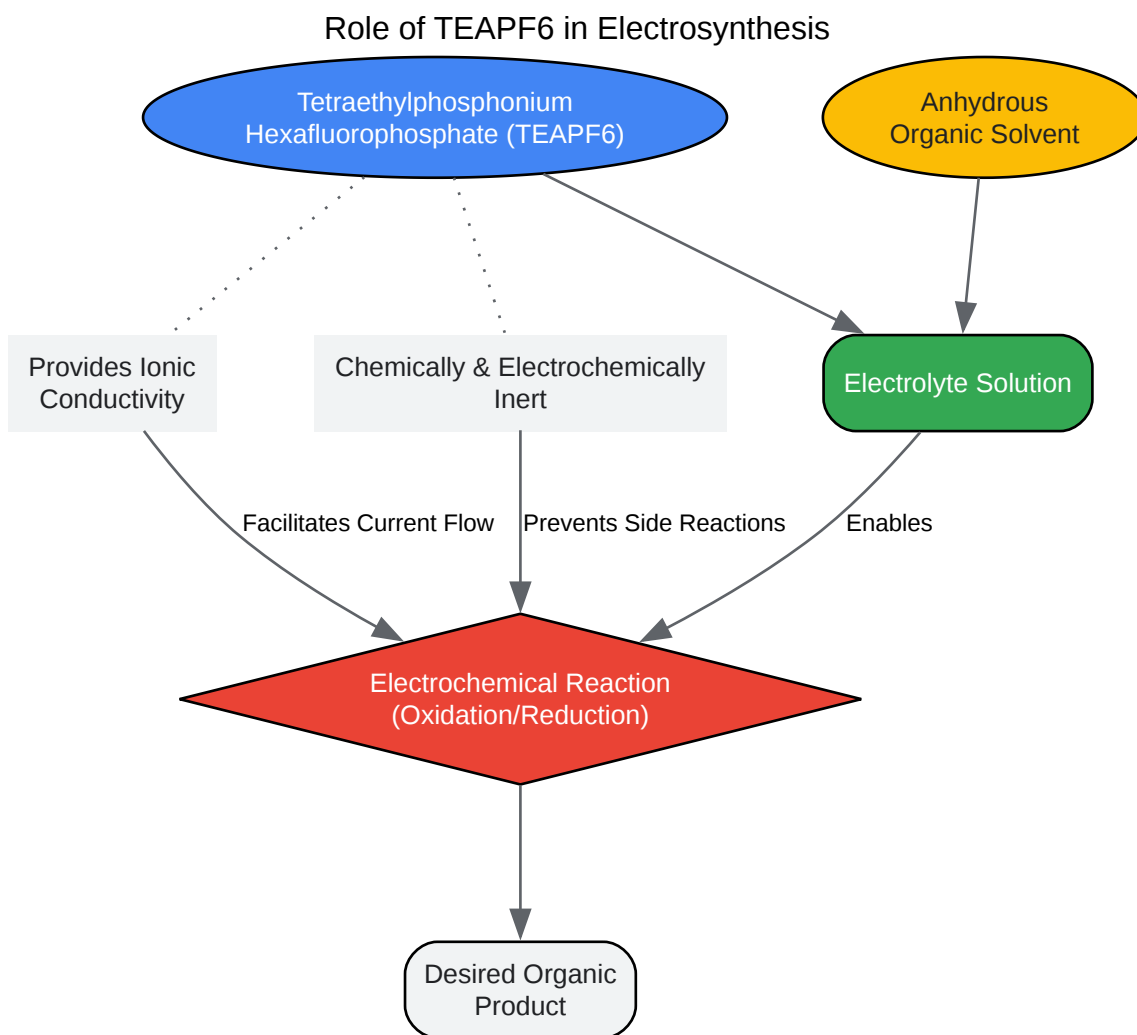 Role of TEAPF6 in Electrosynthesis
Tetraethylphosphonium
Hexafluorophosphate (TEAPF6)
Anhydrous
Organic Solvent
Provides Ionic
Conductivity
Chemically & Electrochemically
Inert
Electrolyte Solution
Facilitates Current Flow
Prevents Side Reactions
Enables
Electrochemical Reaction
(Oxidation/Reduction)
Desired Organic
Product